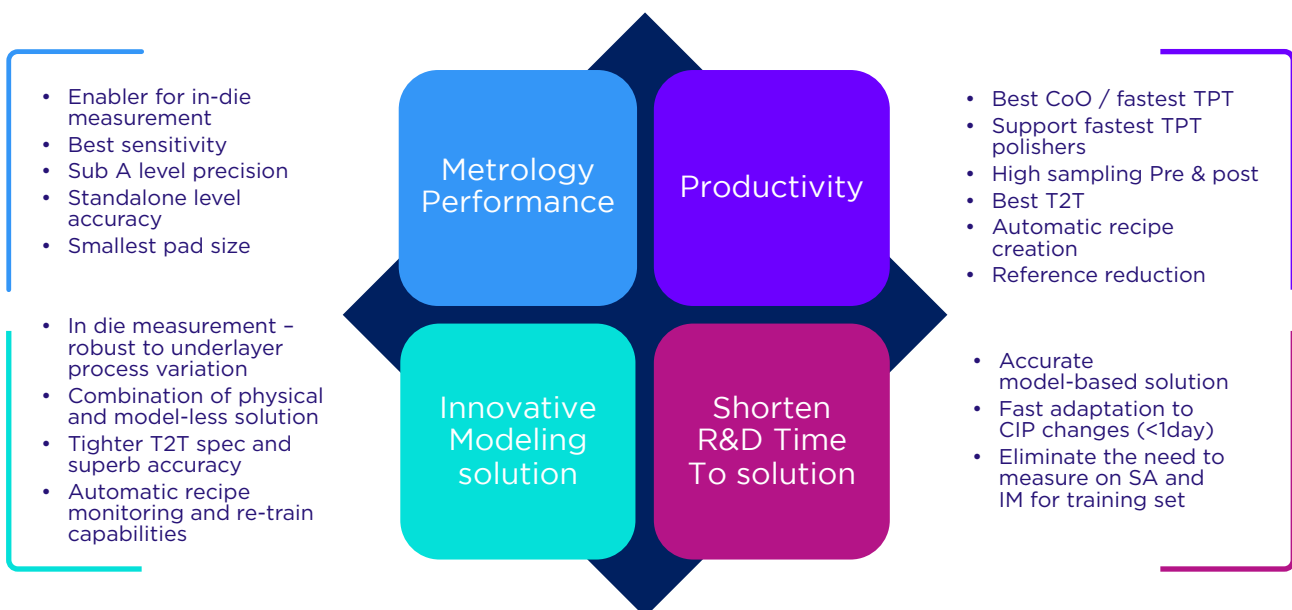 • Enabler for in-die
measurement
• Best sensitivity
• Sub A level precision
• Standalone level
accuracy
• Smallest pad size
Metrology
Performance
Productivity
• Best CoO / fastest TPT
• Support fastest TPT
polishers
• High sampling Pre & post
• Best T2T
• Automatic recipe
creation
• Reference reduction
• In die measurement –
robust to underlayer
process variation
• Combination of physical
and model-less solution
• Tighter T2T spec and
superb accuracy
• Automatic recipe
monitoring and re-train
capabilities
Innovative
Modeling
solution
Shorten
R&D Time
To solution
• Accurate
model-based solution
• Fast adaptation to
CIP changes (<1day)
• Eliminate the need to
measure on SA and
IM for training set